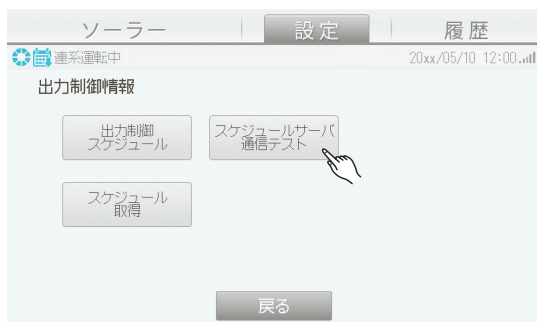 ソーラー 設定 履歴
連系運転中 20xx/05/10 12:00
出力制御情報
出力制御
スケジュール
スケジュールサーバ
通信テスト
スケジュール
取得
戻る